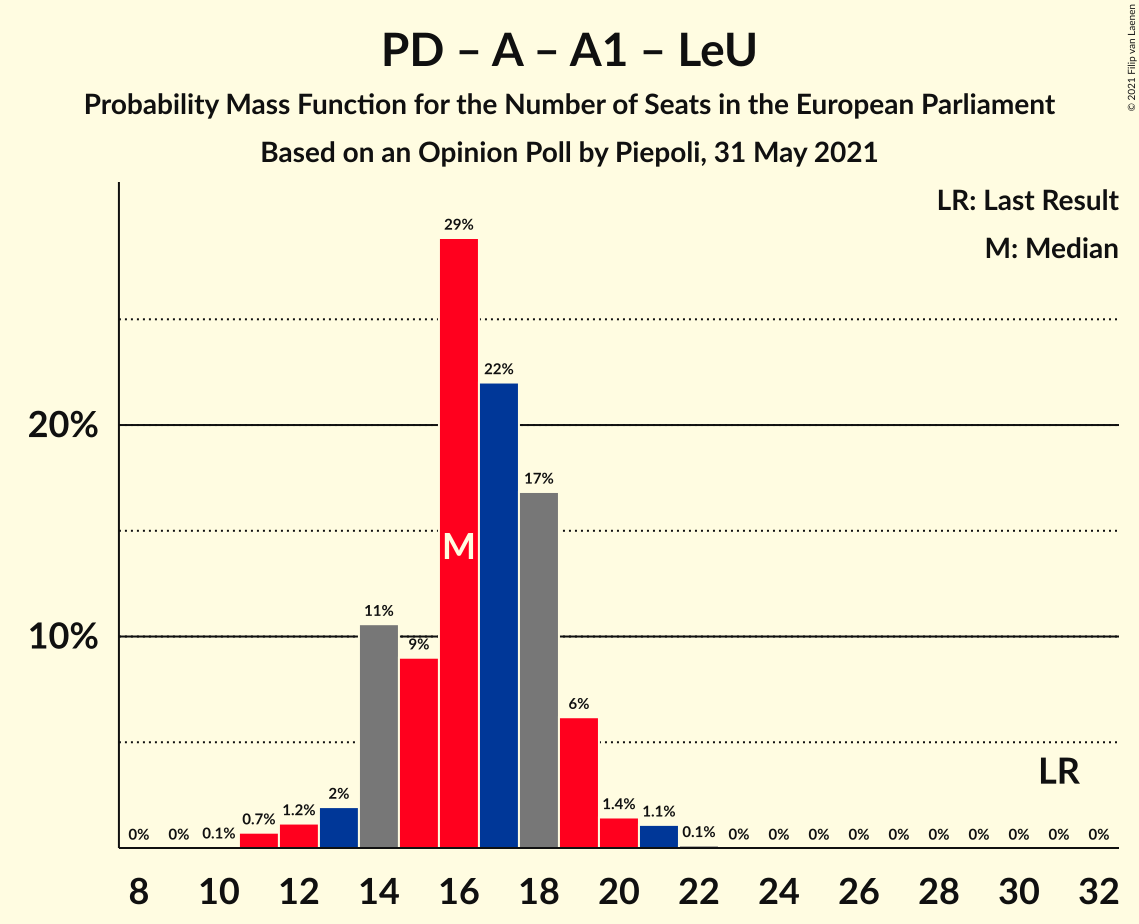 PD – A – A1 – LeU
Probability Mass Function for the Number of Seats in the European Parliament
Based on an Opinion Poll by Piepoli, 31 May 2021
© 2021 Filip van Laenen
LR: Last Result
M: Median
20%
10%
0% 0% 0.1% 0.7% 1.2% 2% 11% 9% 29% 22% 17% 6% 1.4% 1.1% 0.1% 0% 0% 0% 0% 0% 0% 0% 0% 0% 0%
M
LR
8 10 12 14 16 18 20 22 24 26 28 30 32